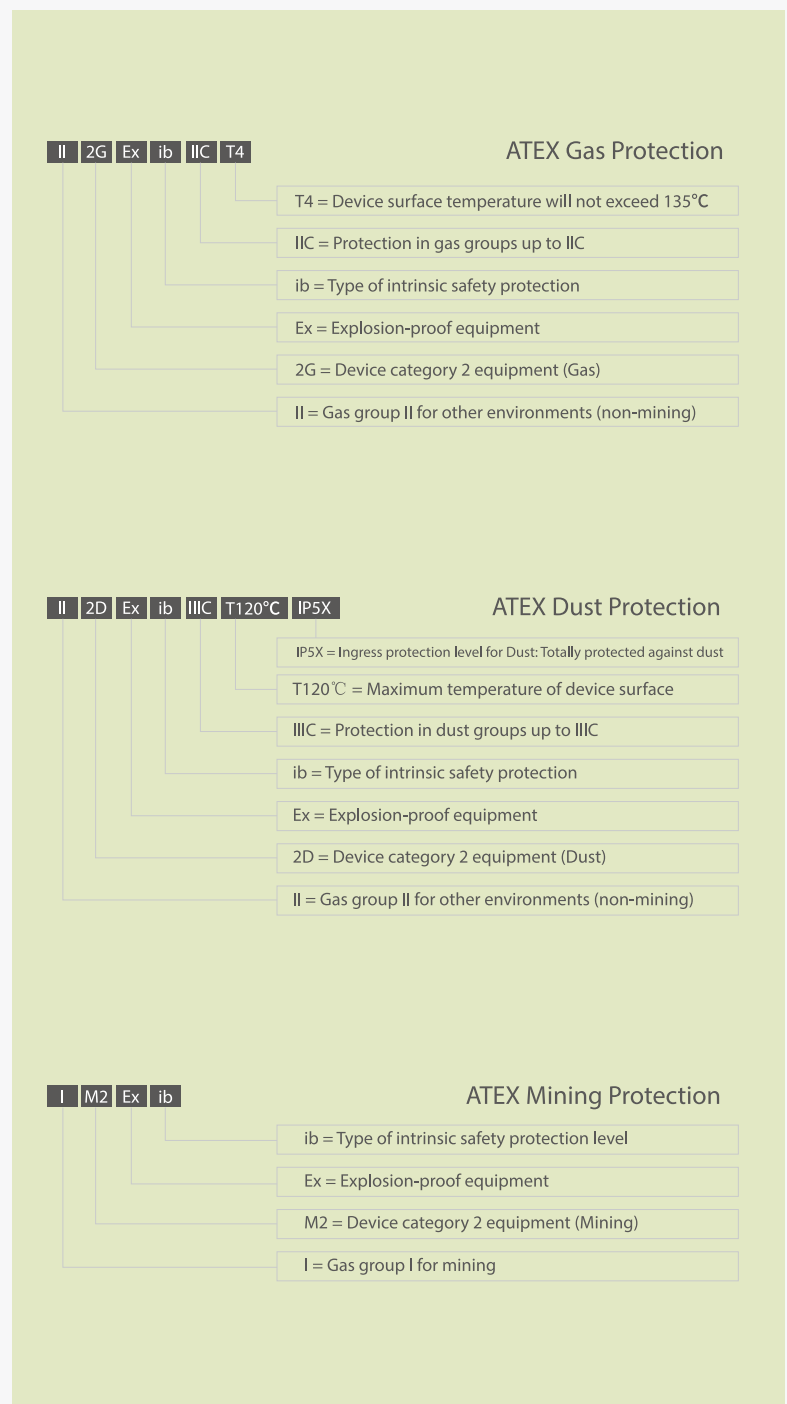 II 2G Ex ib IIC T4
ATEX Gas Protection
T4 = Device surface temperature will not exceed 135°C
IIC = Protection in gas groups up to IIC
ib = Type of intrinsic safety protection
Ex = Explosion-proof equipment
2G = Device category 2 equipment (Gas)
II = Gas group II for other environments (non-mining)
II 2D Ex ib IIIC T120°C IP5X
ATEX Dust Protection
IP5X = Ingress protection level for Dust: Totally protected against dust
T120℃ = Maximum temperature of device surface
IIIC = Protection in dust groups up to IIIC
ib = Type of intrinsic safety protection
Ex = Explosion-proof equipment
2D = Device category 2 equipment (Dust)
II = Gas group II for other environments (non-mining)
I M2 Ex ib
ATEX Mining Protection
ib = Type of intrinsic safety protection level
Ex = Explosion-proof equipment
M2 = Device category 2 equipment (Mining)
I = Gas group I for mining